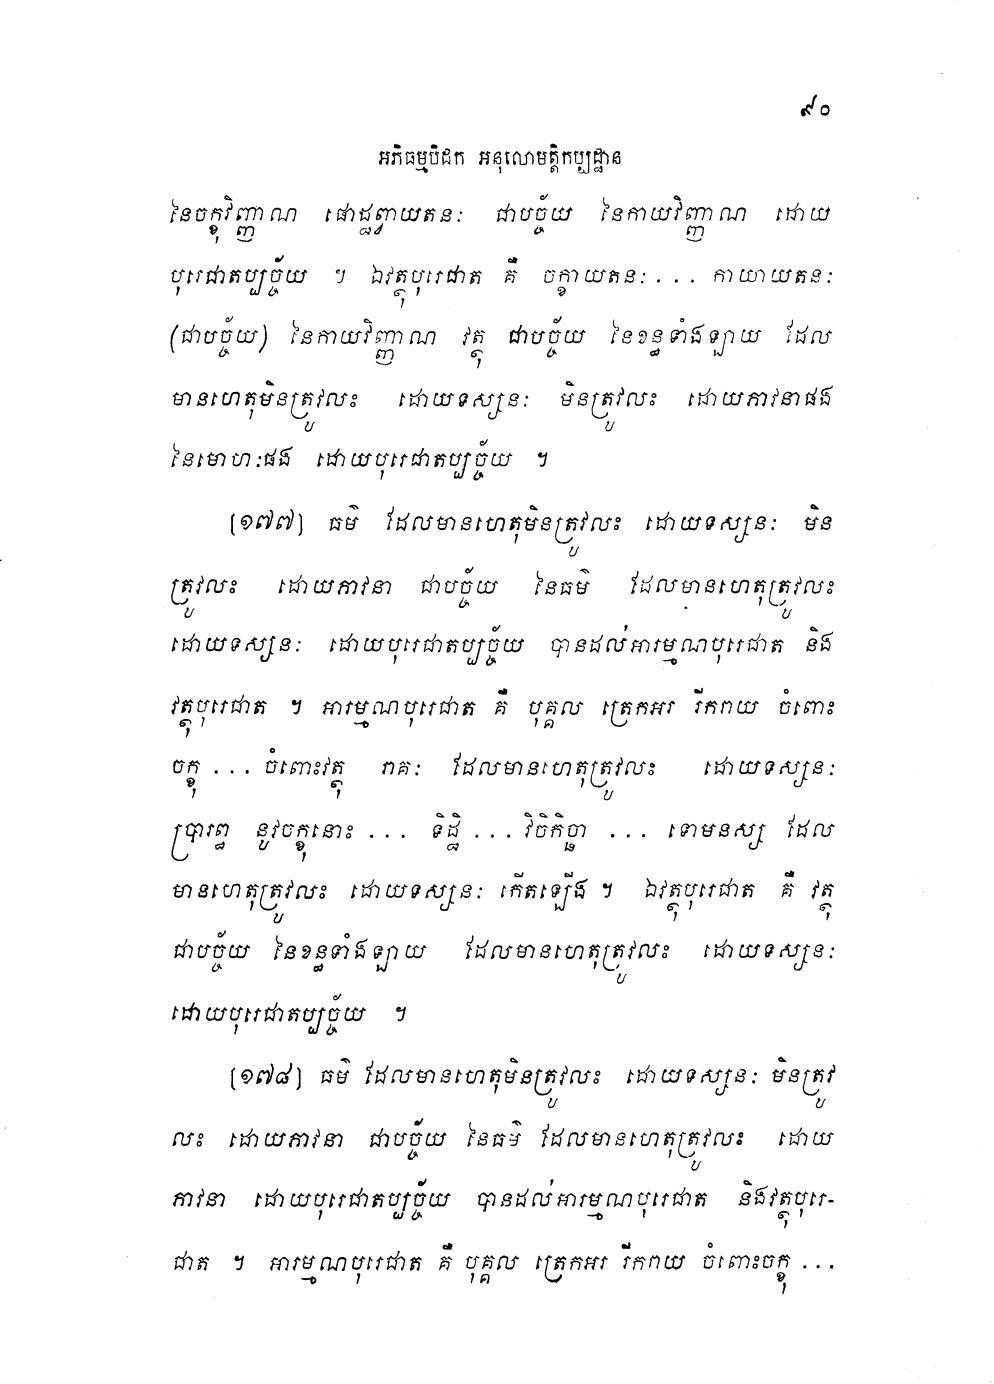 ៩០
អភិធម្មបិដក អនុលោមត្តិកប្បដ្ឋាន
នៃចក្ខុវិញ្ញាណ ផោដ្ឋព្វាយតនៈ ជាបច្ច័យ នៃកាយវិញ្ញាណ ដោយ
បុរេជាតប្បច្ច័យ ។ ឯវត្ថុបុរេជាត គឺ ចក្ខាយតនៈ ... កាយាយតនៈ
(ជាបច្ច័យ) នៃកាយវិញ្ញាណ វត្ថុ ជាបច្ច័យ នៃខន្ធទាំងឡាយ ដែល
មានហេតុមិនត្រូវលះ ដោយទស្សនៈ មិនត្រូវលះ ដោយភាវនាផង
នៃមោហៈផង ដោយបុរេជាតប្បច្ច័យ ។
[១៧៧] ធម៌ ដែលមានហេតុមិនត្រូវលះ ដោយទស្សនៈ មិន
ត្រូវលះ ដោយភាវនា ជាបច្ច័យ នៃធម៌ ដែលមានហេតុត្រូវលះ
ដោយទស្សនៈ ដោយបុរេជាតប្បច្ច័យ បានដល់អារម្មណបុរេជាត និង
វត្ថុបុរេជាត ។ អារម្មណបុរេជាត គឺ បុគ្គល ត្រេកអរ រីករាយ ចំពោះ
ចក្ខុ ... ចំពោះវត្ថុ រាគៈ ដែលមានហេតុត្រូវលះ ដោយទស្សនៈ
ប្រារព្ធ នូវចក្ខុនោះ ... ទិដ្ឋិ ... វិចិកិច្ឆា ... ទោមនស្ស ដែល
មានហេតុត្រូវលះ ដោយទស្សនៈ កើតឡើង ។ ឯវត្ថុបុរេជាត គឺ វត្ថុ
ជាបច្ច័យ នៃខន្ធទាំងឡាយ ដែលមានហេតុត្រូវលះ ដោយទស្សនៈ
ដោយបុរេជាតប្បច្ច័យ ។
[១៧៨] ធម៌ ដែលមានហេតុមិនត្រូវលះ ដោយទស្សនៈ មិនត្រូវ
លះ ដោយភាវនា ជាបច្ច័យ នៃធម៌ ដែលមានហេតុត្រូវលះ ដោយ
ភាវនា ដោយបុរេជាតប្បច្ច័យ បានដល់អារម្មណបុរេជាត និងវត្ថុបុរេ-
ជាត ។ អារម្មណបុរេជាត គឺ បុគ្គល ត្រេកអរ រីករាយ ចំពោះចក្ខុ ...